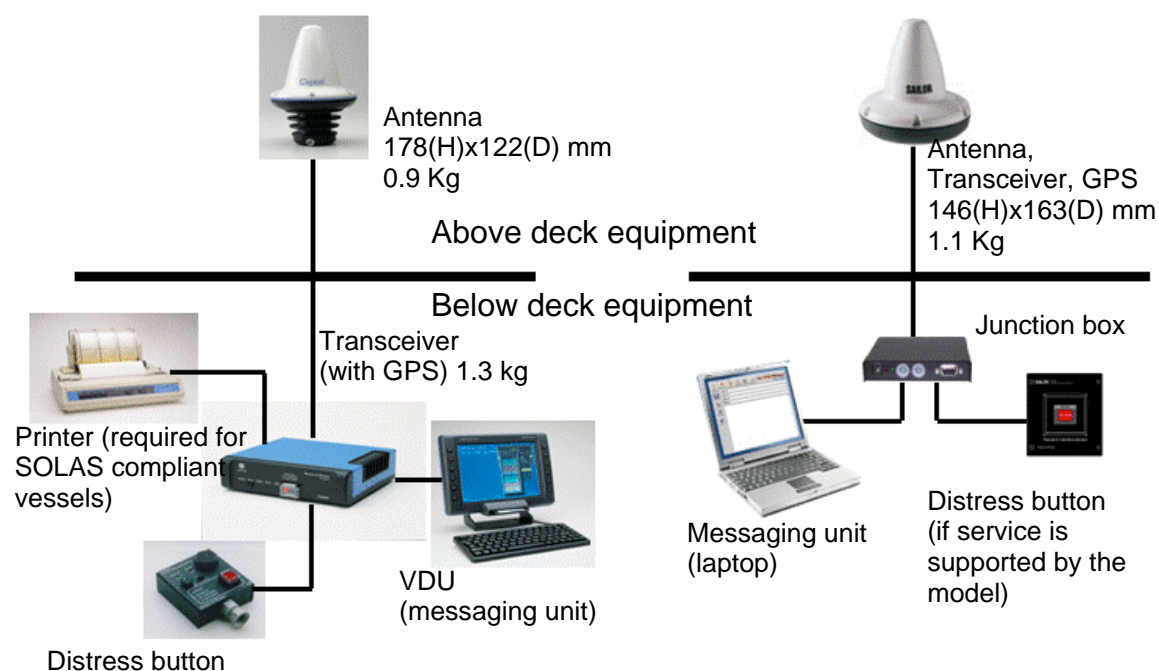 Capsat
Antenna
178(H)x122(D) mm
0.9 Kg
SAILOR
Antenna,
Transceiver, GPS
146(H)x163(D) mm
1.1 Kg
Above deck equipment
Below deck equipment
Transceiver
(with GPS) 1.3 kg
Printer (required for
SOLAS compliant
vessels)
Distress button
VDU
(messaging unit)
Junction box
Messaging unit
(laptop)
SAILOR
Distress button
(if service is
supported by the
model)